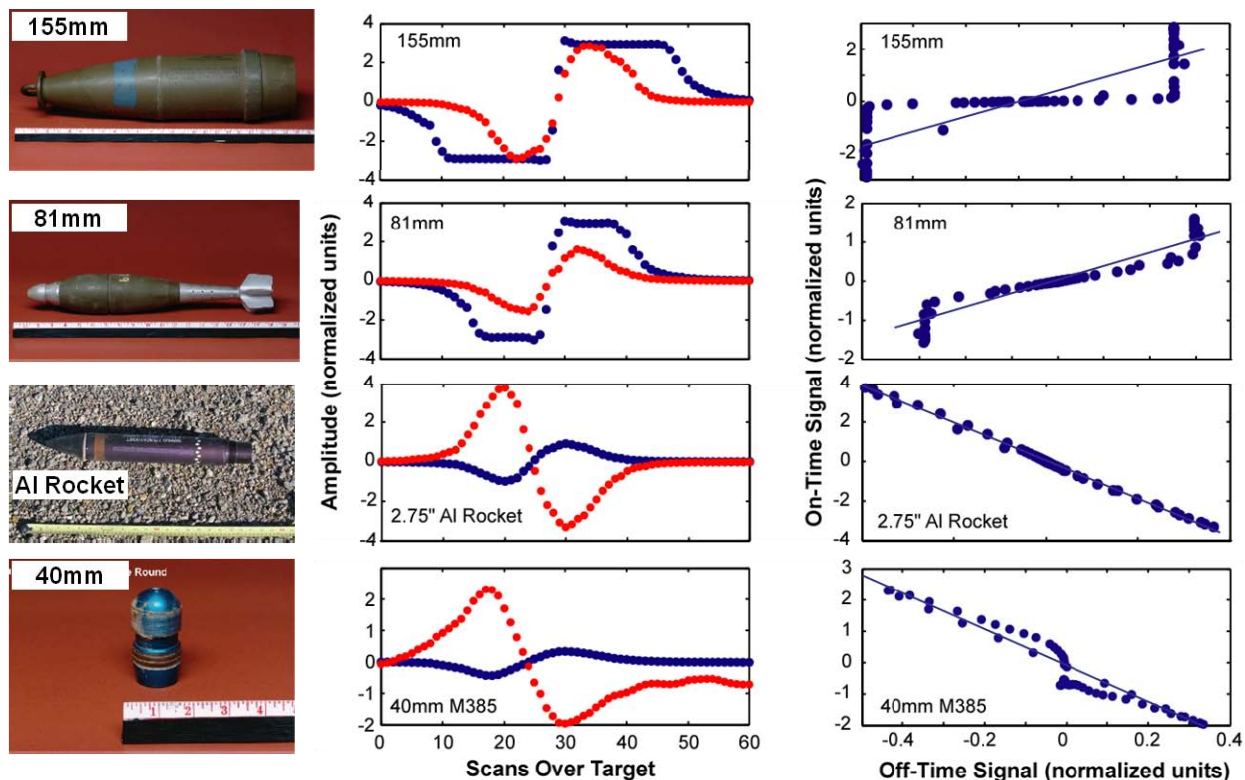 155mm
81mm
Al Rocket
Round
40mm
1 2 3 4
Amplitude (normalized units)
155mm
4
2
0
-2
-4
81mm
4
2
0
-2
-4
2.75" Al Rocket
4
2
0
-2
-4
40mm M385
2
1
0
-1
-2
0 10 20 30 40 50 60
Scans Over Target
On-Time Signal (normalized units)
155mm
2
0
-2
81mm
2
1
0
-1
-2
2.75" Al Rocket
4
2
0
-2
-4
40mm M385
3
2
1
0
-1
-2
-0.4 -0.2 0 0.2 0.4
Off-Time Signal (normalized units)